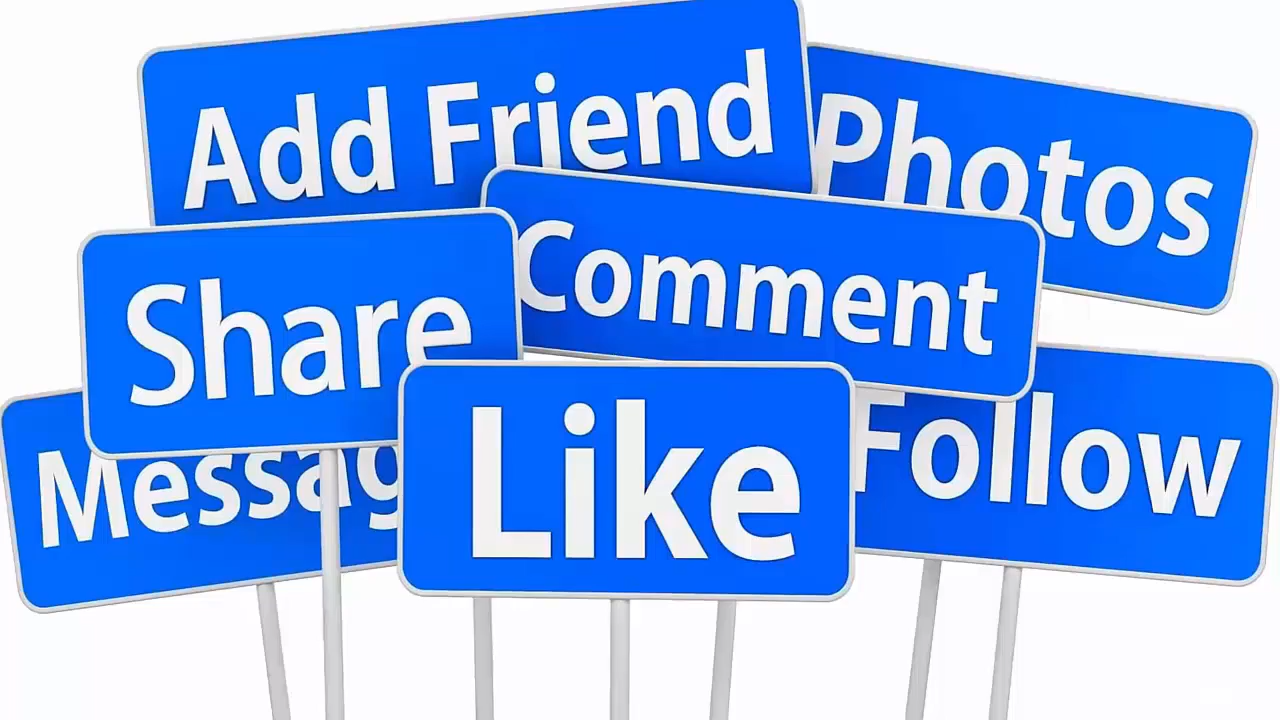 Add Friend
Photos
Share
Comment
Messag
Like
Follow